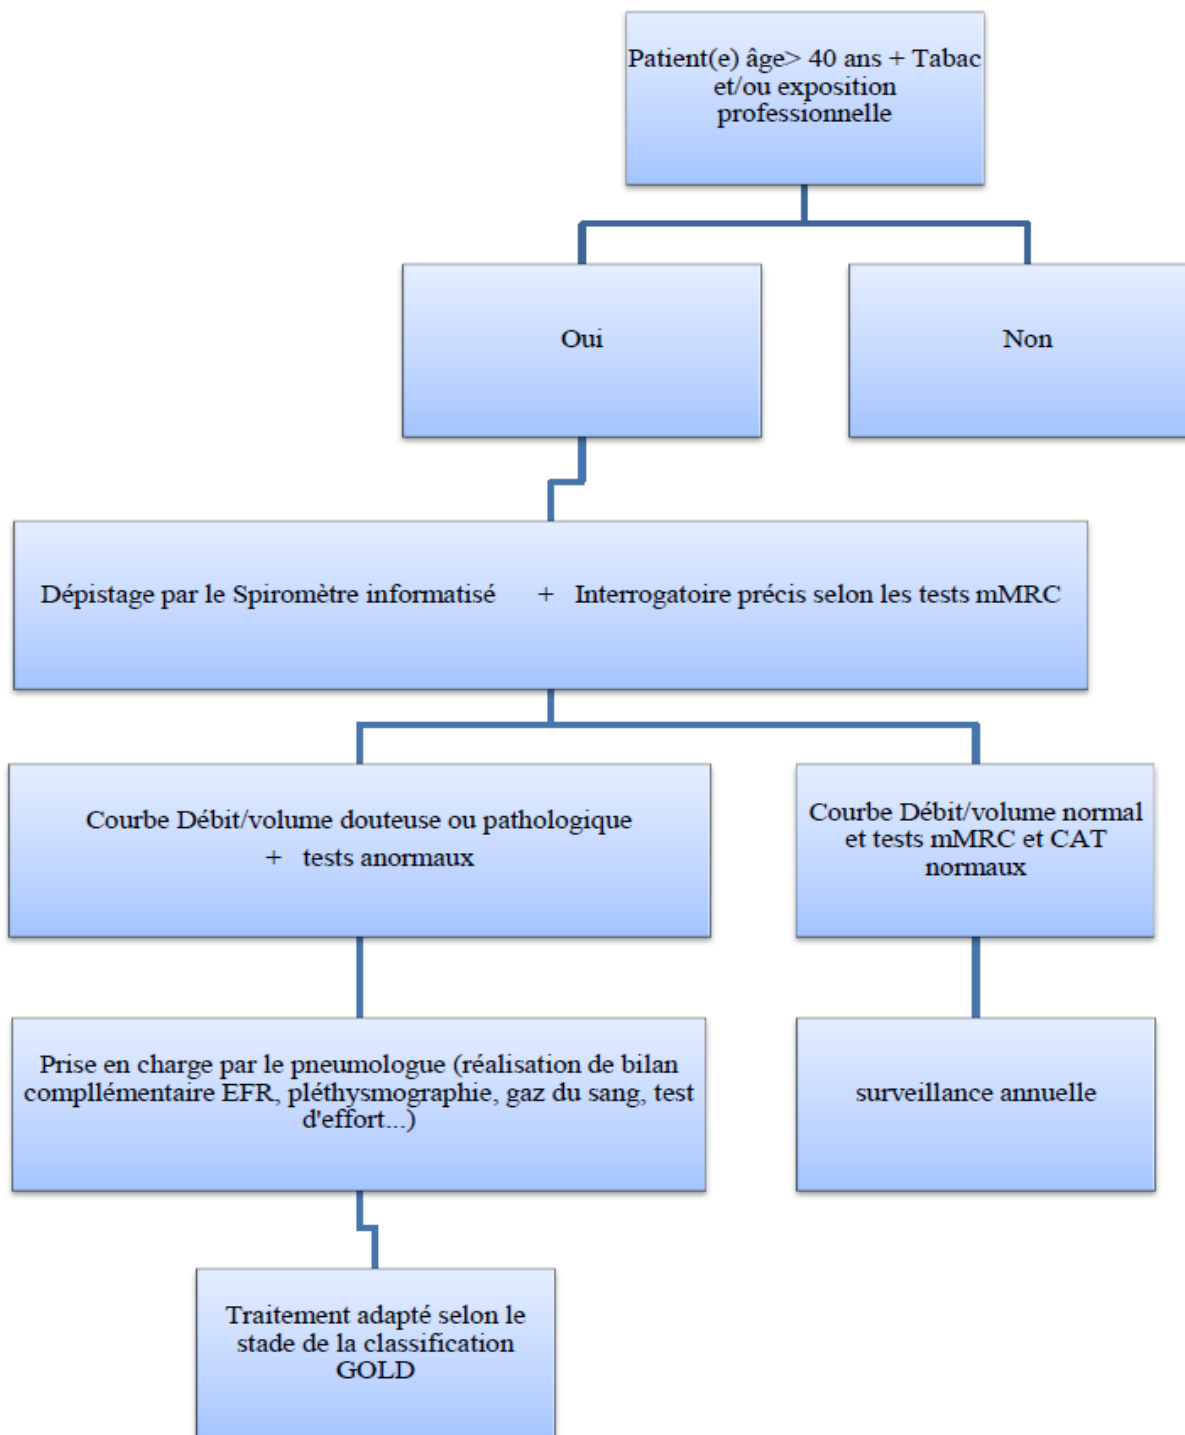 Patient(e) âge> 40 ans + Tabac
et/ou exposition
professionnelle
Oui
Non
Dépistage par le Spiromètre informatisé + Interrogatoire précis selon les tests mMRC
Courbe Débit/volume douteuse ou pathologique
+ tests anormaux
Courbe Débit/volume normal
et tests mMRC et CAT
normaux
Prise en charge par le pneumologue (réalisation de bilan
compllémentaire EFR, pléthysmographie, gaz du sang, test
d'effort...)
surveillance annuelle
Traitement adapté selon le
stade de la classification
GOLD